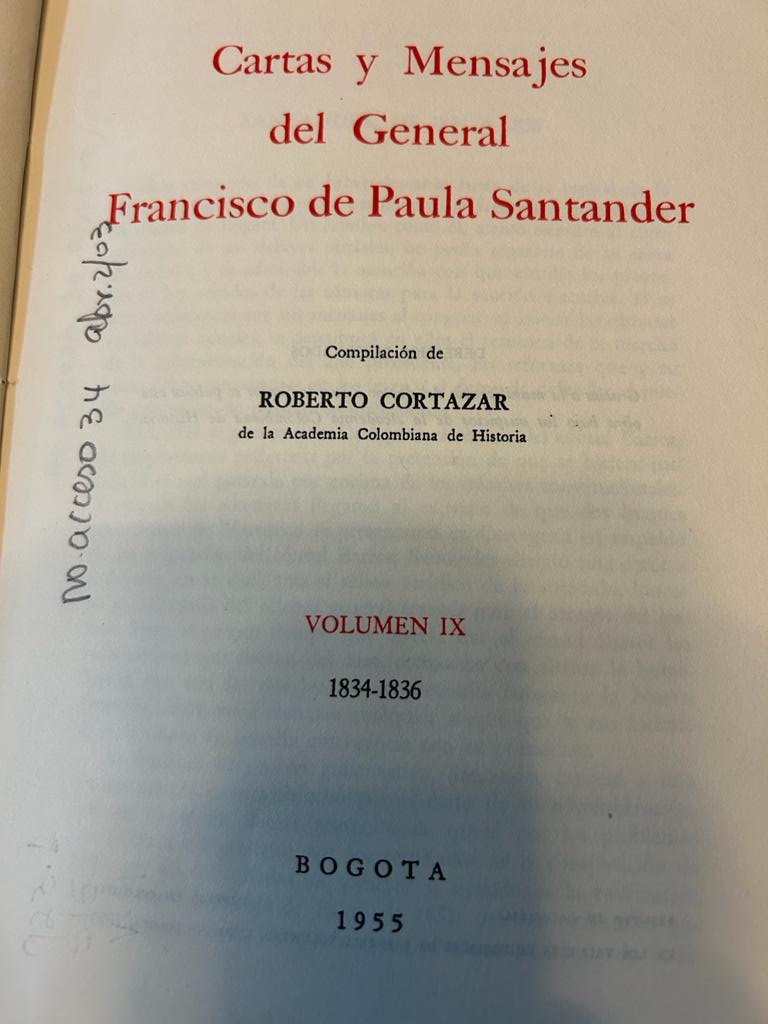 Cartas y Mensajes
del General
Francisco de Paula Santander
no. acceso 34 abr. 2/03
Compilación de
ROBERTO CORTAZAR
de la Academia Colombiana de Historia
VOLUMEN IX
1834-1836
BOGOTA
1955